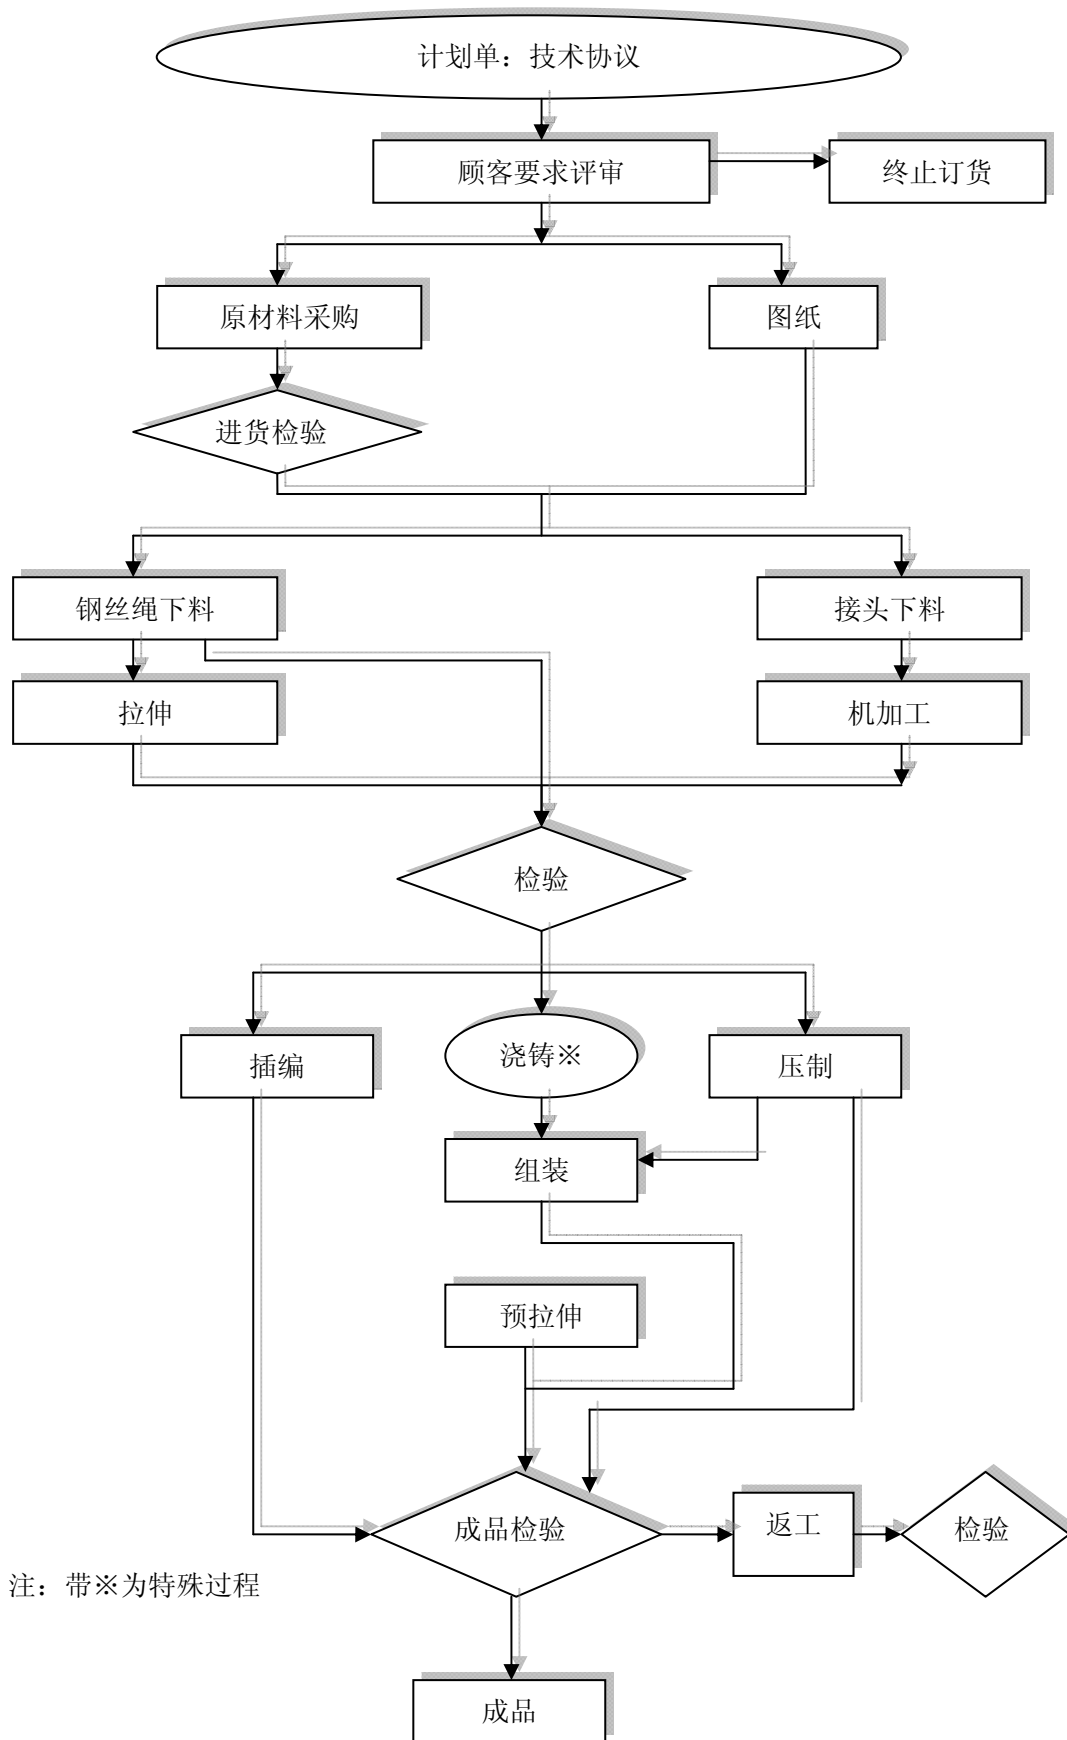 计划单：技术协议
顾客要求评审
终止订货
原材料采购
图纸
进货检验
钢丝绳下料
接头下料
拉伸
机加工
检验
插编
浇铸※
压制
组装
预拉伸
成品检验
返工
检验
注：带※为特殊过程
成品